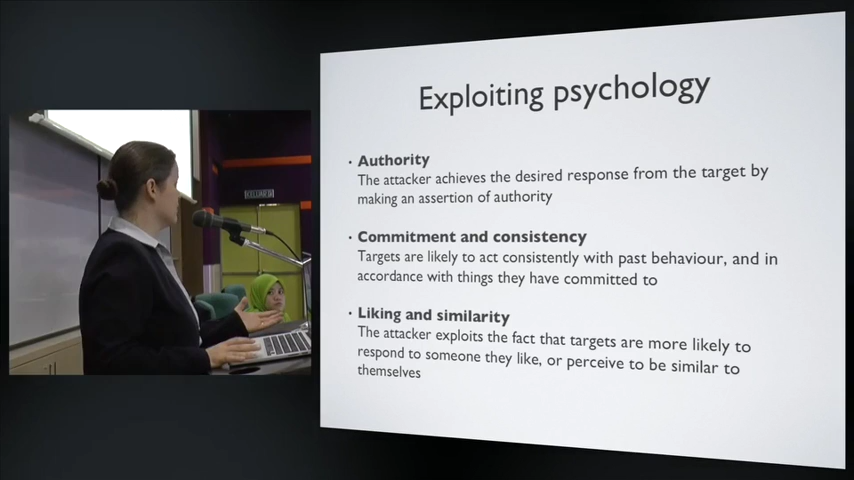 Exploiting psychology
· Authority
The attacker achieves the desired response from the target by
making an assertion of authority
· Commitment and consistency
Targets are likely to act consistently with past behaviour, and in
accordance with things they have committed to
· Liking and similarity
The attacker exploits the fact that targets are more likely to
respond to someone they like, or perceive to be similar to
themselves
KELUAR